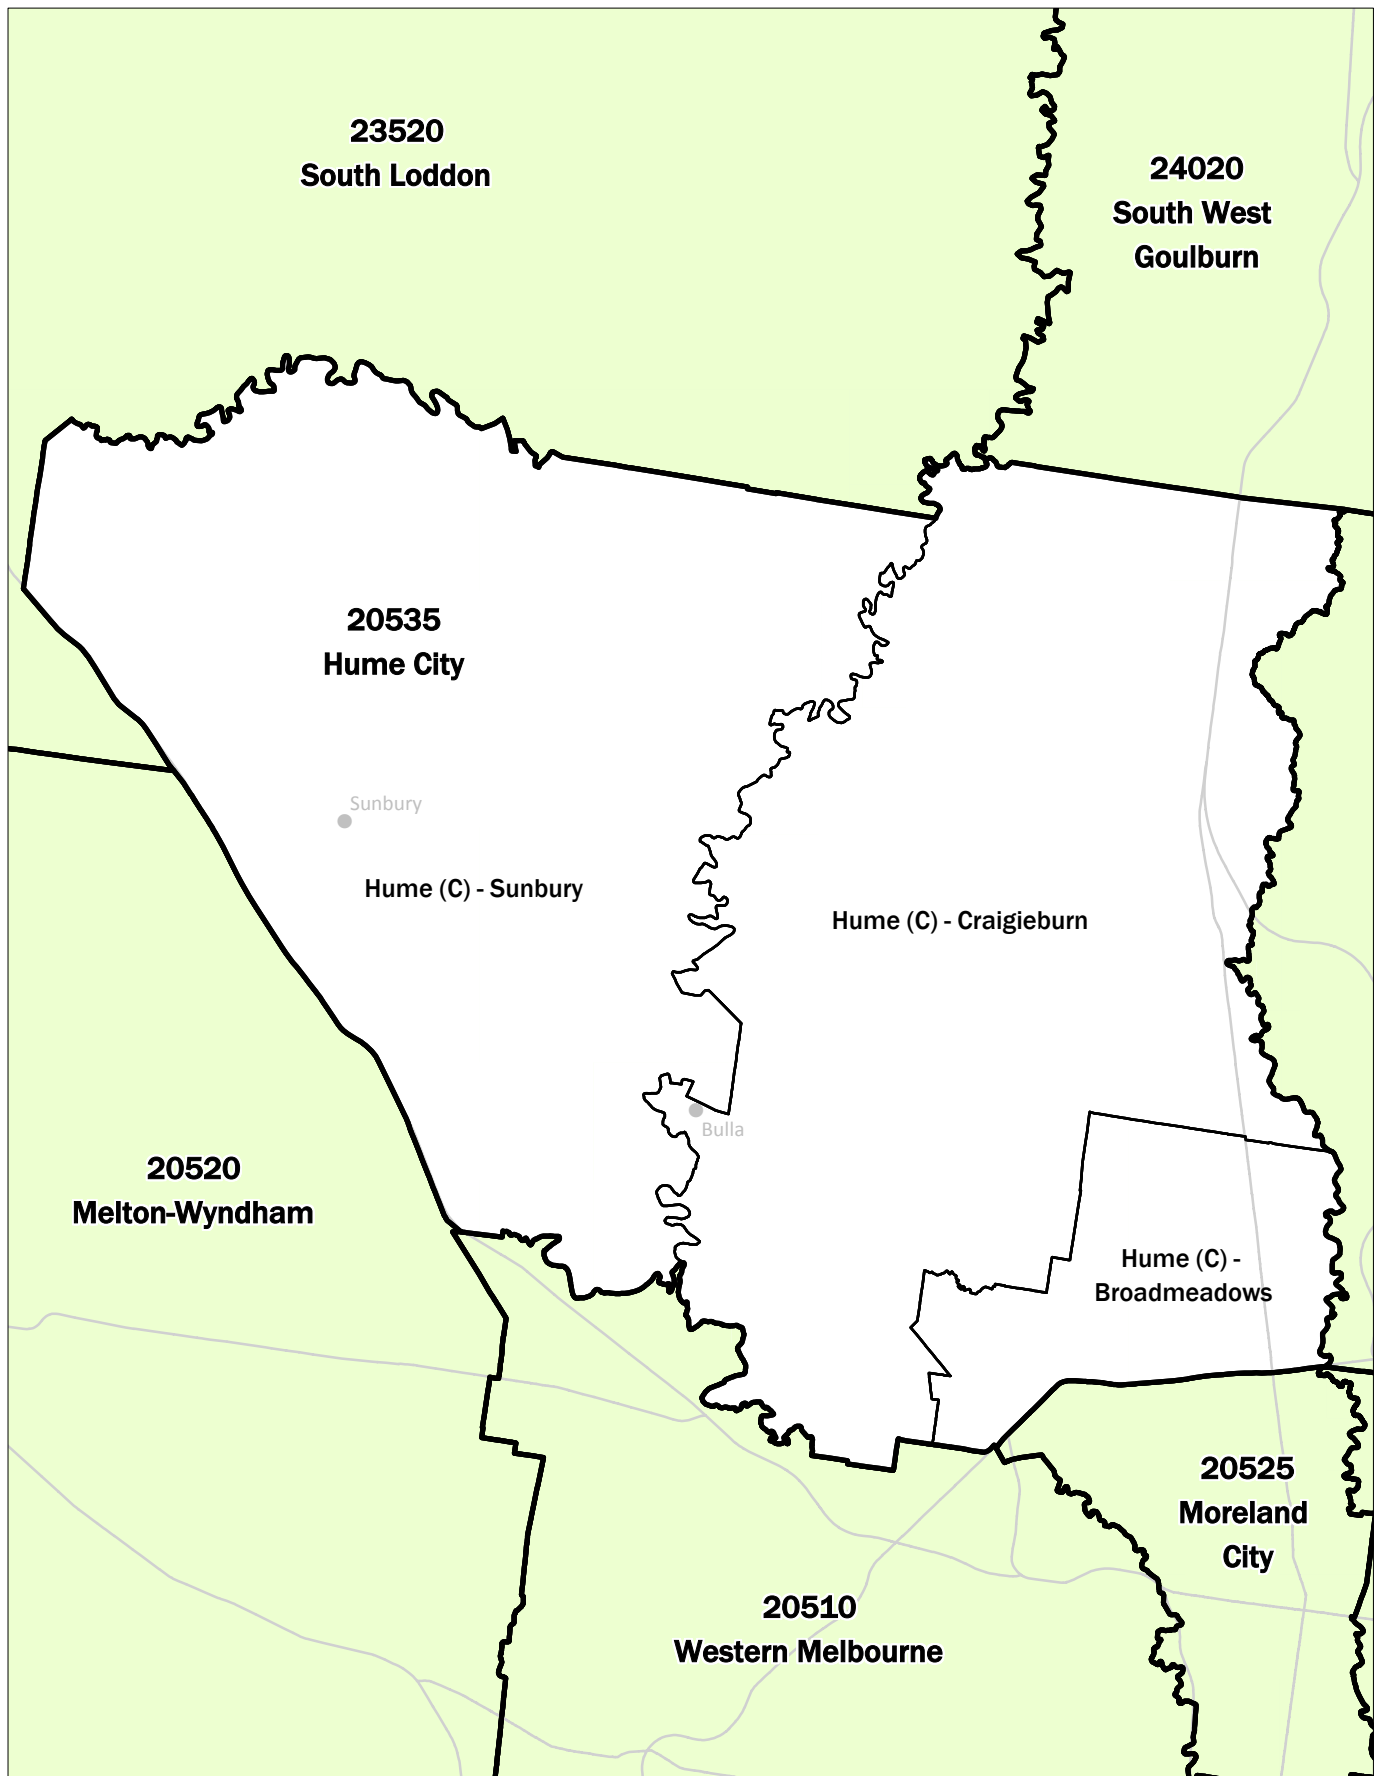 23520
South Loddon
24020
South West
Goulburn
20535
Hume City
Sunbury
Hume (C) - Sunbury
Hume (C) - Craigieburn
Bulla
20520
Melton-Wyndham
Hume (C) -
Broadmeadows
20525
Moreland
City
20510
Western Melbourne